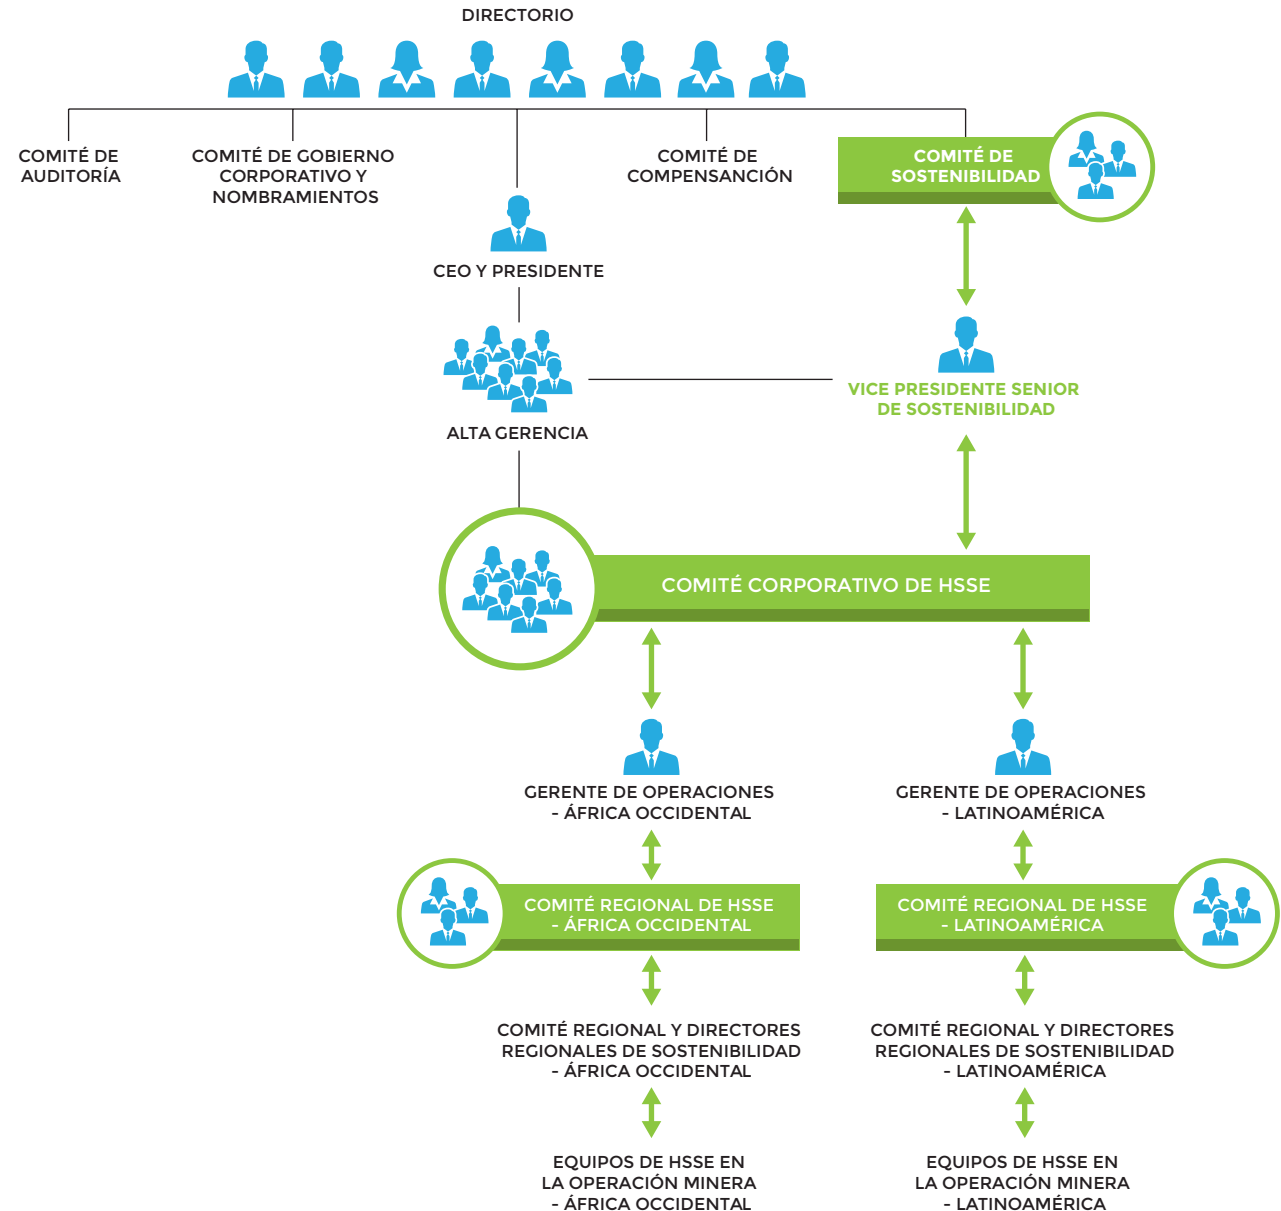 DIRECTORIO
COMITÉ DE
AUDITORÍA
COMITÉ DE GOBIERNO
CORPORATIVO Y
NOMBRAMIENTOS
COMITÉ DE
COMPENSANCIÓN
COMITÉ DE
SOSTENIBILIDAD
CEO Y PRESIDENTE
VICE PRESIDENTE SENIOR
DE SOSTENIBILIDAD
ALTA GERENCIA
COMITÉ CORPORATIVO DE HSSE
GERENTE DE OPERACIONES
- ÁFRICA OCCIDENTAL
GERENTE DE OPERACIONES
- LATINOAMÉRICA
COMITÉ REGIONAL DE HSSE
- ÁFRICA OCCIDENTAL
COMITÉ REGIONAL DE HSSE
- LATINOAMÉRICA
COMITÉ REGIONAL Y DIRECTORES
REGIONALES DE SOSTENIBILIDAD
- ÁFRICA OCCIDENTAL
COMITÉ REGIONAL Y DIRECTORES
REGIONALES DE SOSTENIBILIDAD
- LATINOAMÉRICA
EQUIPOS DE HSSE EN
LA OPERACIÓN MINERA
- ÁFRICA OCCIDENTAL
EQUIPOS DE HSSE EN
LA OPERACIÓN MINERA
- LATINOAMÉRICA